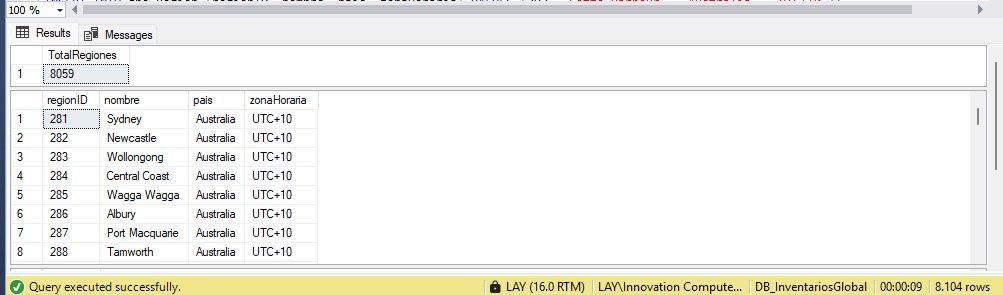 100 %
Results Messages
TotalRegiones
1 8059
regionID nombre pais zonaHoraria
1 281 Sydney Australia UTC+10
2 282 Newcastle Australia UTC+10
3 283 Wollongong Australia UTC+10
4 284 Central Coast Australia UTC+10
5 285 Wagga Wagga Australia UTC+10
6 286 Albury Australia UTC+10
7 287 Port Macquarie Australia UTC+10
8 288 Tamworth Australia UTC+10
Query executed successfully. LAY (16.0 RTM) LAY\Innovation Compute... DB_InventariosGlobal 00:00:09 8.104 rows